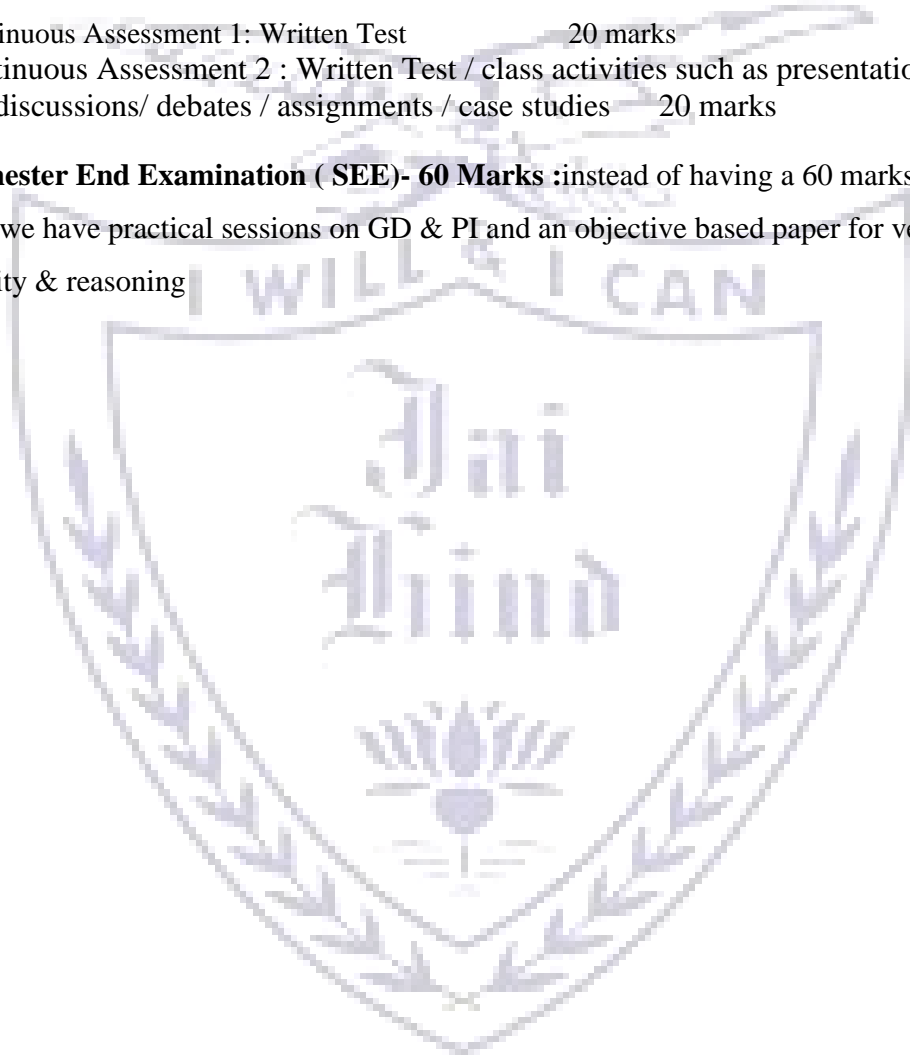 inuous Assessment 1: Written Test 20 marks
tinuous Assessment 2 : Written Test / class activities such as presentatio
discussions/ debates / assignments / case studies 20 marks
ester End Examination ( SEE)- 60 Marks :instead of having a 60 marks
we have practical sessions on GD & PI and an objective based paper for ve
ity & reasoning
I WILL & I CAN
Jai
Hind